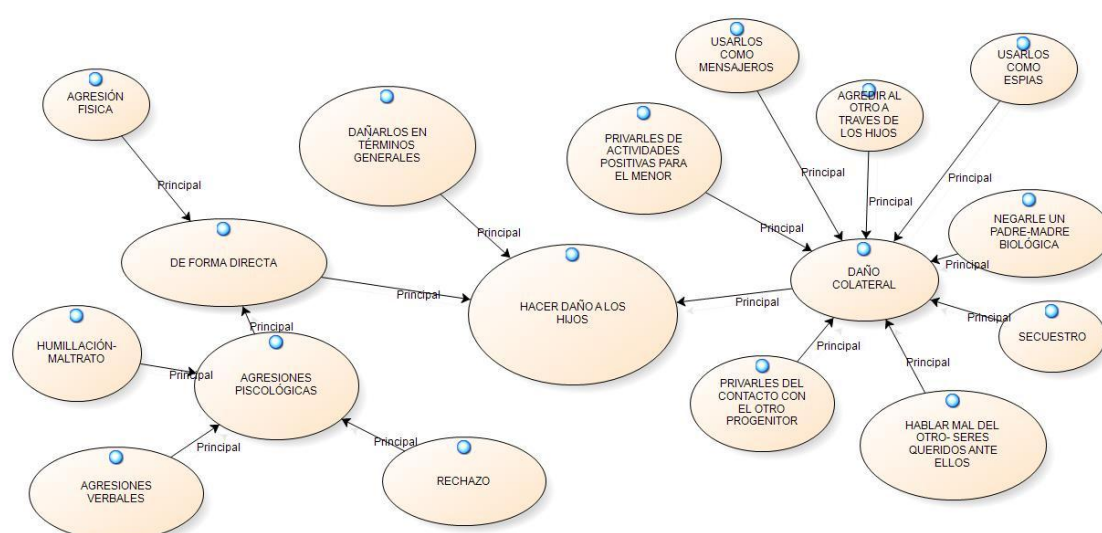 USARLOS
COMO
MENSAJEROS
USARLOS
COMO
ESPIAS
AGRESIÓN
FISICA
AGREDIR AL
OTRO A
TRAVES DE
LOS HIJOS
DAÑARLOS EN
TÉRMINOS
GENERALES
PRIVARLES DE
ACTIVIDADES
POSITIVAS PARA
EL MENOR
Principal
Principal
Principal
Principal
Principal
Principal
NEGARLE UN
PADRE-MADRE
BIOLÓGICA
DE FORMA DIRECTA
Principal
DAÑO
COLATERAL
Principal
Principal
HACER DAÑO A LOS
HIJOS
Principal
SECUESTRO
Principal
HUMILLACIÓN-
MALTRATO
Principal
Principal
Principal
AGRESIONES
PISCOLÓGICAS
PRIVARLES DEL
CONTACTO CON
EL OTRO
PROGENITOR
HABLAR MAL DEL
OTRO- SERES
QUERIDOS ANTE
ELLOS
Principal
Principal
AGRESIONES
VERBALES
RECHAZO